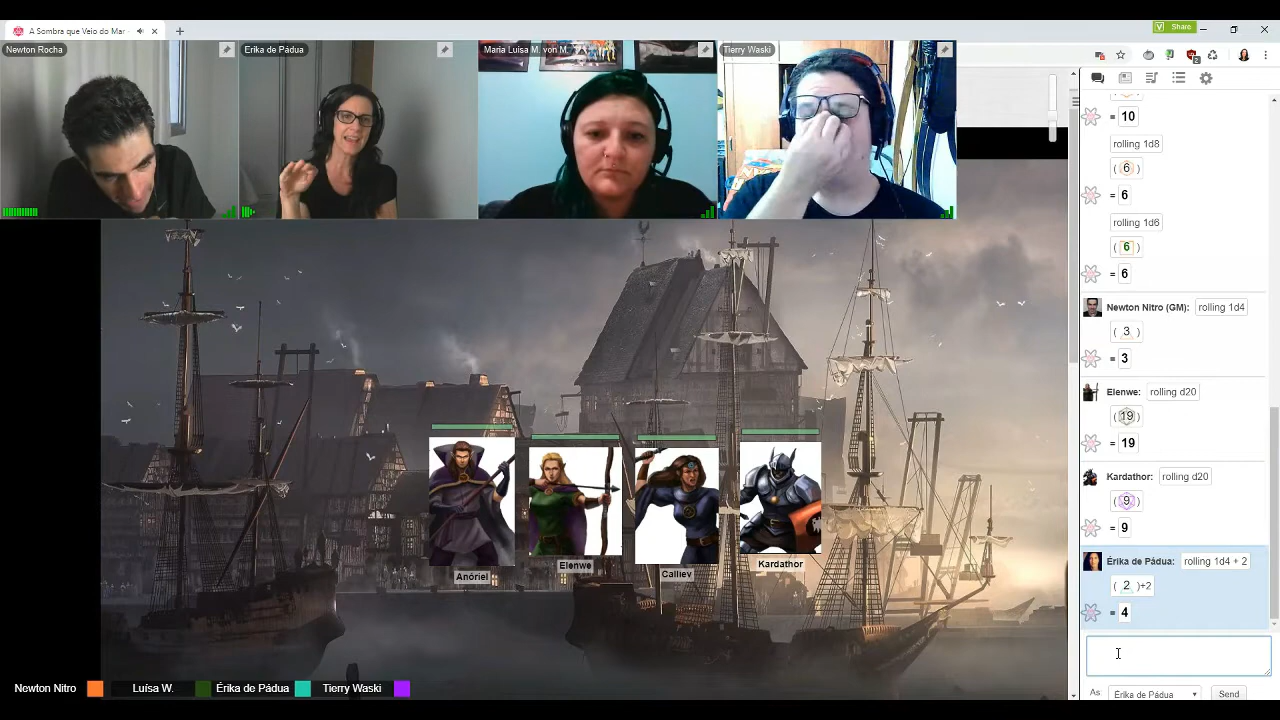 A Sombra que Veio do Mar
Share
Newton Rocha
Erika de Pádua
Maria Luisa M. von M.
Tierry Waski
2
= 10
rolling 1d8
( 6 )
= 6
rolling 1d6
( 6 )
= 6
Newton Nitro (GM): rolling 1d4
( 3 )
= 3
Elenwe: rolling d20
( 19 )
= 19
Kardathor: rolling d20
( 9 )
= 9
Érika de Pádua: rolling 1d4 + 2
( 2 )+2
= 4
As Érika de Pádua Send
Anóriel
Elenwe
Calliev
Kardathor
Newton Nitro Luísa W. Érika de Pádua Tierry Waski